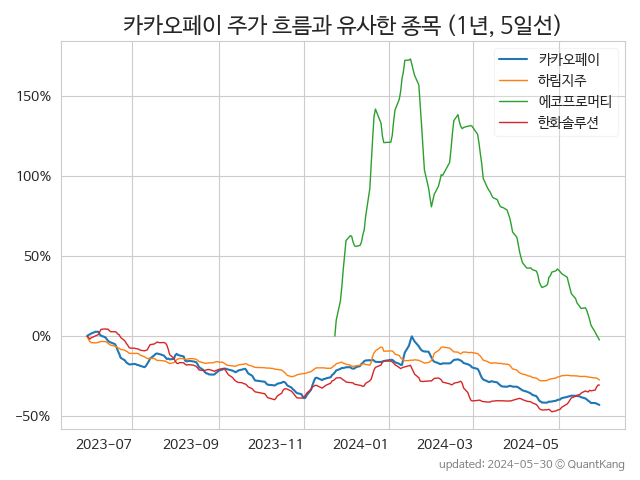 카카오페이 주가 흐름과 유사한 종목 (1년, 5일선)
카카오페이
하림지주
에코프로머티
한화솔루션
150%
100%
50%
0%
−50%
2023-07 2023-09 2023-11 2024-01 2024-03 2024-05
updated: 2024-05-30 © QuantKang